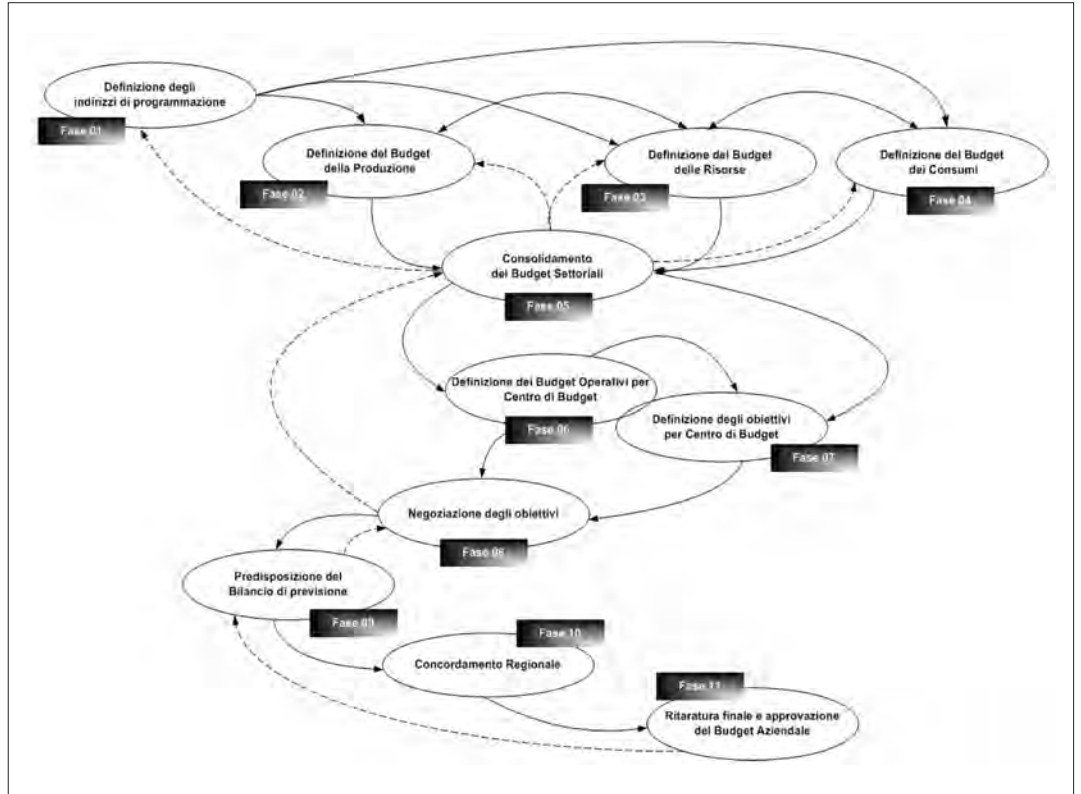 Definizione degli
indirizzi di programmazione
Fase 01
Definizione del Budget
della Produzione
Fase 02
Definizione del Budget
delle Risorse
Fase 03
Definizione del Budget
dei Consumi
Fase 04
Consolidamento
dei Budget Settoriali
Fase 05
Definizione dei Budget Operativi per
Centro di Budget
Fase 06
Definizione degli obiettivi
per Centro di Budget
Fase 07
Negoziazione degli obiettivi
Fase 08
Predisposizione del
Bilancio di previsione
Fase 09
Fase 10
Concordamento Regionale
Fase 11
Ritaratura finale e approvazione
del Budget Aziendale